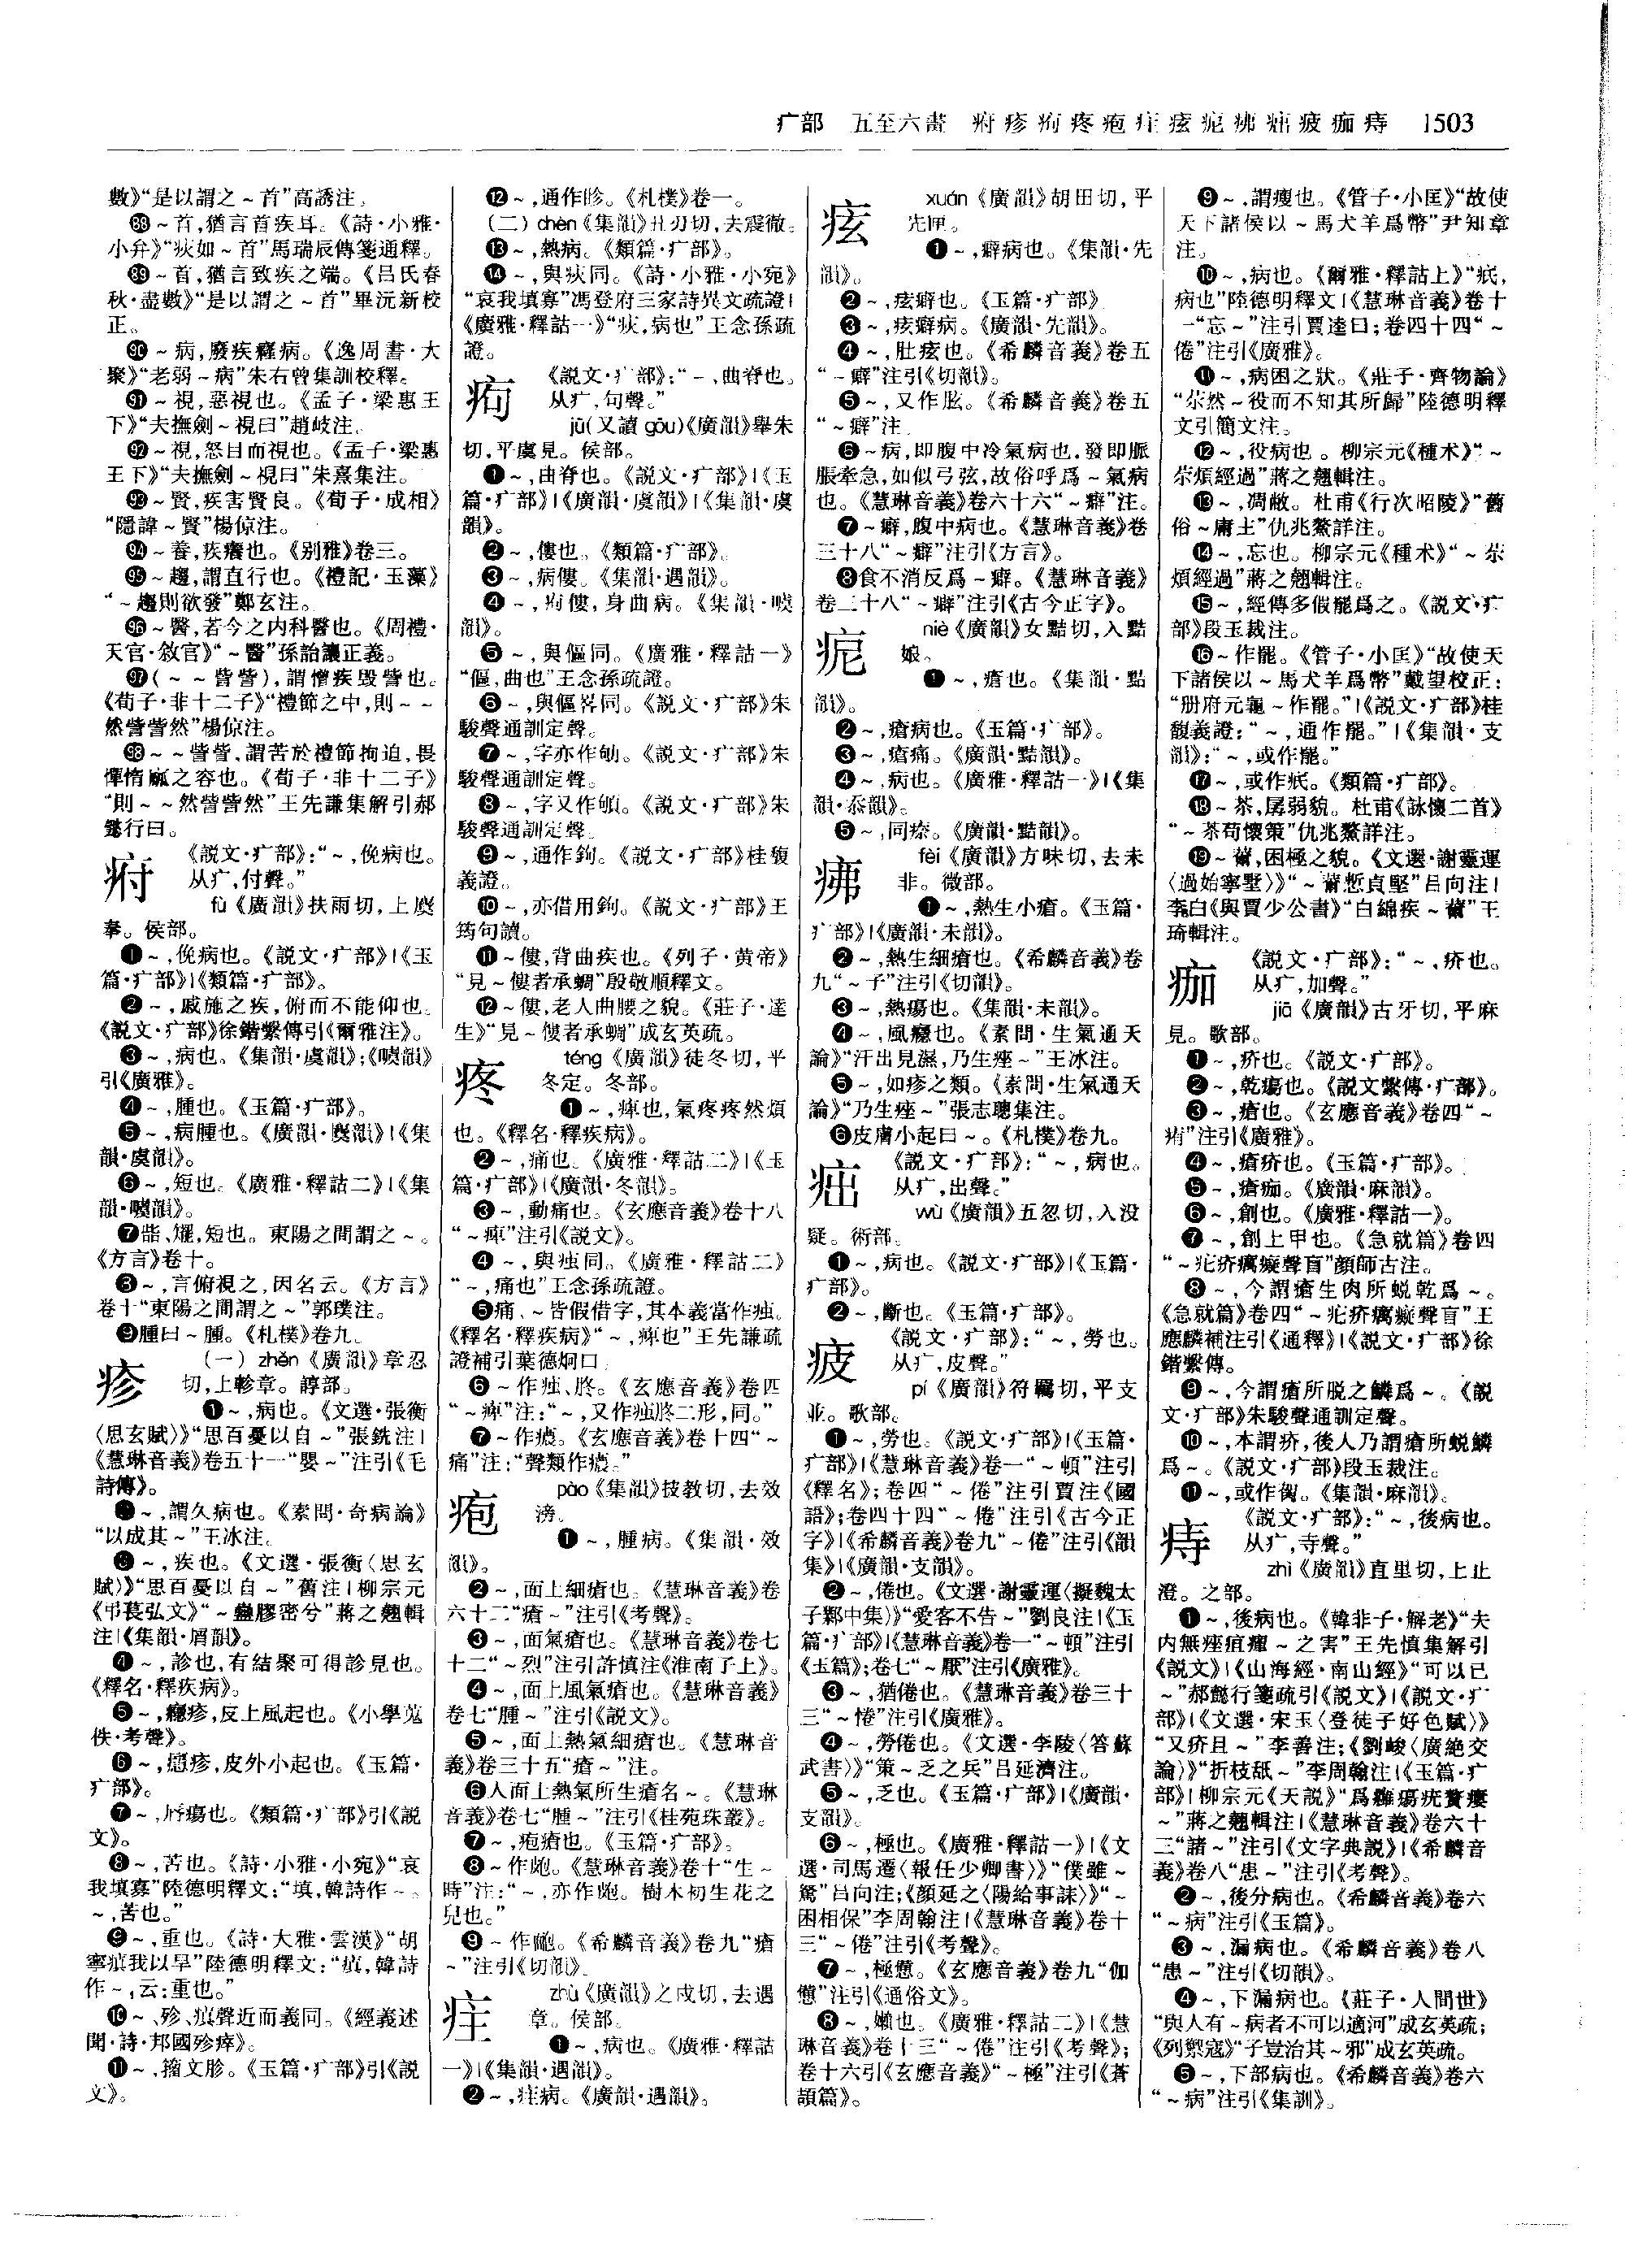 疒部 五至六畫 疛疹痀疼疱疰痃痆疿㾁疲痂痔 1503
數》“是以謂之～首”高誘注。
88～首,猶言首疾耳。《詩·小雅·
小弁》“疢如～首”馬瑞辰傳箋通釋。
89～首,猶言致疾之端。《吕氏春
秋·盡數》“是以謂之～首”畢沅新校
正。
90～病,廢疾癃病。《逸周書·大
聚》“老弱～病”朱右曾集訓校釋。
91～視,惡視也。《孟子·梁惠王
下》“夫撫劍～視曰”趙岐注。
92～視,怒目而視也。《孟子·梁惠
王下》“夫撫劍～視曰”朱熹集注。
93～賢,疾害賢良。《荀子·成相》
“隱諱～賢”楊倞注。
94～養,疾癢也。《别雅》卷三。
95～趨,謂直行也。《禮記·玉藻》
“～趨則欲發”鄭玄注。
96～醫,若今之内科醫也。《周禮·
天官·敘官》“～醫”孫詒讓正義。
97(～～訾訾),謂憎疾毁訾也。
《荀子·非十二子》“禮節之中,則～～
然訾訾然”楊倞注。
98～～訾訾,謂苦於禮節拘迫,畏
憚惰嬾之容也。《荀子·非十二子》
“則～～然訾訾然”王先謙集解引郝
懿行曰。
㾈
《説文·疒部》:“～,俛病也。
从疒,付聲。”
fù《廣韻》扶雨切,上麌
奉。侯部。
❶～,俛病也。《説文·疒部》|《玉
篇·疒部》|《類篇·疒部》。
❷～,戚施之疾,俯而不能仰也。
《説文·疒部》徐鍇繫傳引《爾雅注》。
❸～,病也。《集韻·虞韻》;《噳韻》
引《廣雅》。
❹～,腫也。《玉篇·疒部》。
❺～,病腫也。《廣韻·麌韻》|《集
韻·虞韻》。
❻～,短也。《廣雅·釋詁二》|《集
韻·噳韻》。
❼㱔、矲,短也。東陽之間謂之～。
《方言》卷十。
❽～,言俯視之,因名云。《方言》
卷十“東陽之間謂之～”郭璞注。
❾腫曰～腫。《札樸》卷九。
疹
(一) zhěn《廣韻》章忍
切,上軫章。諄部。
❶～,病也。《文選·張衡
〈思玄賦〉》“思百憂以自～”張銑注|
《慧琳音義》卷五十一“嬰～”注引《毛
詩傳》。
❷～,謂久病也。《素問·奇病論》
“以成其～”王冰注。
❸～,疾也。《文選·張衡〈思玄
賦〉》“思百憂以自～”舊注|柳宗元
《弔萇弘文》“～蠱膠密兮”蔣之翹輯
注|《集韻·屑韻》。
❹～,診也,有結聚可得診見也。
《釋名·釋疾病》。
❺～,癮疹,皮上風起也。《小學蒐
佚·考聲》。
❻～,㥯疹,皮外小起也。《玉篇·
疒部》。
❼～,脣瘍也。《類篇·疒部》引《説
文》。
❽～,苦也。《詩·小雅·小宛》“哀
我填寡”陸德明釋文:“填,韓詩作～。
～,苦也。”
❾～,重也。《詩·大雅·雲漢》“胡
寧瘨我以旱”陸德明釋文:“瘨,韓詩
作～,云:重也。”
❿～、殄、瘨聲近而義同。《經義述
聞·詩·邦國殄瘁》。
⓫～,籀文胗。《玉篇·疒部》引《説
文》。
⓬～,通作眕。《札樸》卷一。
(二) chèn《集韻》丑刃切,去震徹。
⓭～,熱病。《類篇·疒部》。
⓮～,與疢同。《詩·小雅·小宛》
“哀我填寡”馮登府三家詩異文疏證|
《廣雅·釋詁一》“疢,病也”王念孫疏
證。
痀
《説文·疒部》:“～,曲脊也。
从疒,句聲。”
jū(又讀 gōu)《廣韻》舉朱
切,平虞見。侯部。
❶～,曲脊也。《説文·疒部》|《玉
篇·疒部》|《廣韻·虞韻》|《集韻·虞
韻》。
❷～,僂也。《類篇·疒部》。
❸～,病僂。《集韻·遇韻》。
❹～,痀僂,身曲病。《集韻·噳
韻》。
❺～,與傴同。《廣雅·釋詁一》
“傴,曲也”王念孫疏證。
❻～,與傴畧同。《説文·疒部》朱
駿聲通訓定聲。
❼～,字亦作劬。《説文·疒部》朱
駿聲通訓定聲。
❽～,字又作䪷。《説文·疒部》朱
駿聲通訓定聲。
❾～,通作鉤。《説文·疒部》桂馥
義證。
❿～,亦借用鉤。《説文·疒部》王
筠句讀。
⓫～僂,背曲疾也。《列子·黄帝》
“見～僂者承蜩”殷敬順釋文。
⓬～僂,老人曲腰之貌。《莊子·達
生》“見～僂者承蜩”成玄英疏。
疼
téng《廣韻》徒冬切,平
冬定。冬部。
❶～,痺也,氣疼疼然煩
也。《釋名·釋疾病》。
❷～,痛也。《廣雅·釋詁二》|《玉
篇·疒部》|《廣韻·冬韻》。
❸～,動痛也。《玄應音義》卷十八
“～痺”注引《説文》。
❹～,與㾀同。《廣雅·釋詁二》
“～,痛也”王念孫疏證。
❺痛、～皆假借字,其本義當作㾀。
《釋名·釋疾病》“～,痺也”王先謙疏
證補引葉德炯曰。
❻～作㾀、胮。《玄應音義》卷四
“～痺”注:“～,又作㾀胮二形,同。”
❼～作癑。《玄應音義》卷十四“～
痛”注:“聲類作癑。”
疱
pào《集韻》披教切,去效
滂。
❶～,腫病。《集韻·效
韻》。
❷～,面上細瘡也。《慧琳音義》卷
六十二“瘡～”注引《考聲》。
❸～,面氣瘡也。《慧琳音義》卷七
十二“～烈”注引許慎注《淮南子上》。
❹～,面上風氣瘡也。《慧琳音義》
卷七“腫～”注引《説文》。
❺～,面上熱氣細瘡也。《慧琳音
義》卷三十五“瘡～”注。
❻人面上熱氣所生瘡名～。《慧琳
音義》卷七“腫～”注引《桂苑珠叢》。
❼～,疱瘡也。《玉篇·疒部》。
❽～作皰。《慧琳音義》卷十“生～
時”注:“～,亦作皰。樹木初生花之
兒也。”
❾～作皰。《希麟音義》卷九“瘡
～”注引《切韻》。
疰
zhù《廣韻》之戍切,去遇
章。侯部。
❶～,病也。《廣雅·釋詁
一》|《集韻·遇韻》。
❷～,疰病。《廣韻·遇韻》。
痃
xuán《廣韻》胡田切,平
先匣。
❶～,癖病也。《集韻·先
韻》。
❷～,痃癖也。《玉篇·疒部》
❸～,痃癖病。《廣韻·先韻》。
❹～,肚痃也。《希麟音義》卷五
“～癖”注引《切韻》。
❺～,又作胘。《希麟音義》卷五
“～癖”注。
❻～病,即腹中冷氣病也,發即脈
脹牽急,如似弓弦,故俗呼爲～氣病
也。《慧琳音義》卷六十六“～癖”注。
❼～癖,腹中病也。《慧琳音義》卷
三十八“～癖”注引《方言》。
❽食不消反爲～癖。《慧琳音義》
卷二十八“～癖”注引《古今正字》。
痆
niè《廣韻》女黠切,入黠
娘。
❶～,瘡也。《集韻·黠
韻》。
❷～,瘡病也。《玉篇·疒部》。
❸～,瘡痛。《廣韻·黠韻》。
❹～,病也。《廣雅·釋詁一》|《集
韻·泰韻》。
❺～,同瘵。《廣韻·黠韻》。
疿
fèi《廣韻》方味切,去未
非。微部。
❶～,熱生小瘡。《玉篇·
疒部》|《廣韻·未韻》。
❷～,熱生細瘡也。《希麟音義》卷
九“～子”注引《切韻》。
❸～,熱瘍也。《集韻·未韻》。
❹～,風癮也。《素問·生氣通天
論》“汗出見濕,乃生痤～”王冰注。
❺～,如疹之類。《素問·生氣通天
論》“乃生痤～”張志聰集注。
❻皮膚小起曰～。《札樸》卷九。
㾁
《説文·疒部》:“～,病也。
从疒,出聲。”
wù《廣韻》五忽切,入没
疑。術部。
❶～,病也。《説文·疒部》|《玉篇·
疒部》。
❷～,斷也。《玉篇·疒部》。
疲
《説文·疒部》:“～,勞也。
从疒,皮聲。”
pí《廣韻》符羈切,平支
並。歌部。
❶～,勞也。《説文·疒部》|《玉篇·
疒部》|《慧琳音義》卷一“～頓”注引
《釋名》;卷四“～倦”注引賈注《國
語》;卷四十四“～倦”注引《古今正
字》|《希麟音義》卷九“～倦”注引《韻
集》|《廣韻·支韻》。
❷～,倦也。《文選·謝靈運〈擬魏太
子鄴中集〉》“愛客不告～”劉良注|《玉
篇·疒部》|《慧琳音義》卷一“～頓”注引
《玉篇》;卷七“～厭”注引《廣雅》。
❸～,猶倦也。《慧琳音義》卷三十
三“～惓”注引《廣雅》。
❹～,勞倦也。《文選·李陵〈答蘇
武書〉》“策～乏之兵”吕延濟注。
❺～,乏也。《玉篇·疒部》|《廣韻·
支韻》。
❻～,極也。《廣雅·釋詁一》|《文
選·司馬遷〈報任少卿書〉》“僕雖～
駑”吕向注;《顔延之〈陽給事誄〉》“～
困相保”李周翰注|《慧琳音義》卷十
三“～倦”注引《考聲》。
❼～,極憊。《玄應音義》卷九“伽
憊”注引《通俗文》。
❽～,嬾也。《廣雅·釋詁二》|《慧
琳音義》卷十三“～倦”注引《考聲》;
卷十六引《玄應音義》“～極”注引《蒼
頡篇》。
❾～,謂瘦也。《管子·小匡》“故使
天下諸侯以～馬犬羊爲幣”尹知章
注。
❿～,病也。《爾雅·釋詁上》“疧,
病也”陸德明釋文|《慧琳音義》卷十
一“忘～”注引賈逵曰;卷四十四“～
倦”注引《廣雅》。
⓫～,病困之狀。《莊子·齊物論》
“苶然～役而不知其所歸”陸德明釋
文引簡文注。
⓬～,役病也。柳宗元《種术》“～
苶煩經過”蔣之翹輯注。
⓭～,凋敝。杜甫《行次昭陵》“舊
俗～庸主”仇兆鰲詳注。
⓮～,忘也。柳宗元《種术》“～苶
煩經過”蔣之翹輯注。
⓯～,經傳多假罷爲之。《説文·疒
部》段玉裁注。
⓰～作罷。《管子·小匡》“故使天
下諸侯以～馬犬羊爲幣”戴望校正:
“册府元龜～作罷。”|《説文·疒部》桂
馥義證:“～,通作罷。”|《集韻·支
韻》:“～,或作罷。”
⓱～,或作㾄。《類篇·疒部》。
⓲～苶,孱弱貌。杜甫《詠懷二首》
“～苶苟懷策”仇兆鰲詳注。
⓳～薾,困極之貌。《文選·謝靈運
〈過始寧墅〉》“～薾慙貞堅”吕向注|
李白《與賈少公書》“白綿疾～薾”王
琦輯注。
痂
《説文·疒部》:“～,疥也。
从疒,加聲。”
jiā《廣韻》古牙切,平麻
見。歌部。
❶～,疥也。《説文·疒部》。
❷～,乾瘍也。《説文繫傳·疒部》。
❸～,瘡也。《玄應音義》卷四“～
痏”注引《廣雅》。
❹～,瘡疥也。《玉篇·疒部》。
❺～,瘡痂。《廣韻·麻韻》。
❻～,創也。《廣雅·釋詁一》。
❼～,創上甲也。《急就篇》卷四
“～疕疥癘癡聾盲”顔師古注。
❽～,今謂瘡生肉所蜕乾爲～。
《急就篇》卷四“～疕疥癘癡聾盲”王
應麟補注引《通釋》|《説文·疒部》徐
鍇繫傳。
❾～,今謂瘡所脱之鱗爲～。《説
文·疒部》朱駿聲通訓定聲。
❿～,本謂疥,後人乃謂瘡所蜕鱗
爲～。《説文·疒部》段玉裁注。
⓫～,或作㿓。《集韻·麻韻》。
痔
《説文·疒部》:“～,後病也。
从疒,寺聲。”
zhì《廣韻》直里切,上止
澄。之部。
❶～,後病也。《韓非子·解老》“夫
内無痤疽癉～之害”王先慎集解引
《説文》|《山海經·南山經》“可以已
～”郝懿行箋疏引《説文》|《説文·疒
部》|《文選·宋玉〈登徒子好色賦〉》
“又疥且～”李善注;《劉峻〈廣絶交
論〉》“折枝舐～”李周翰注|《玉篇·疒
部》|柳宗元《天説》“爲癰瘍疣贅瘻
～”蔣之翹輯注|《慧琳音義》卷六十
三“諸～”注引《文字典説》|《希麟音
義》卷八“患～”注引《考聲》。
❷～,後分病也。《希麟音義》卷六
“～病”注引《玉篇》。
❸～,漏病也。《希麟音義》卷八
“患～”注引《切韻》。
❹～,下漏病也。《莊子·人間世》
“與人有～病者不可以適河”成玄英疏;
《列禦寇》“子豈治其～邪”成玄英疏。
❺～,下部病也。《希麟音義》卷六
“～病”注引《集訓》。